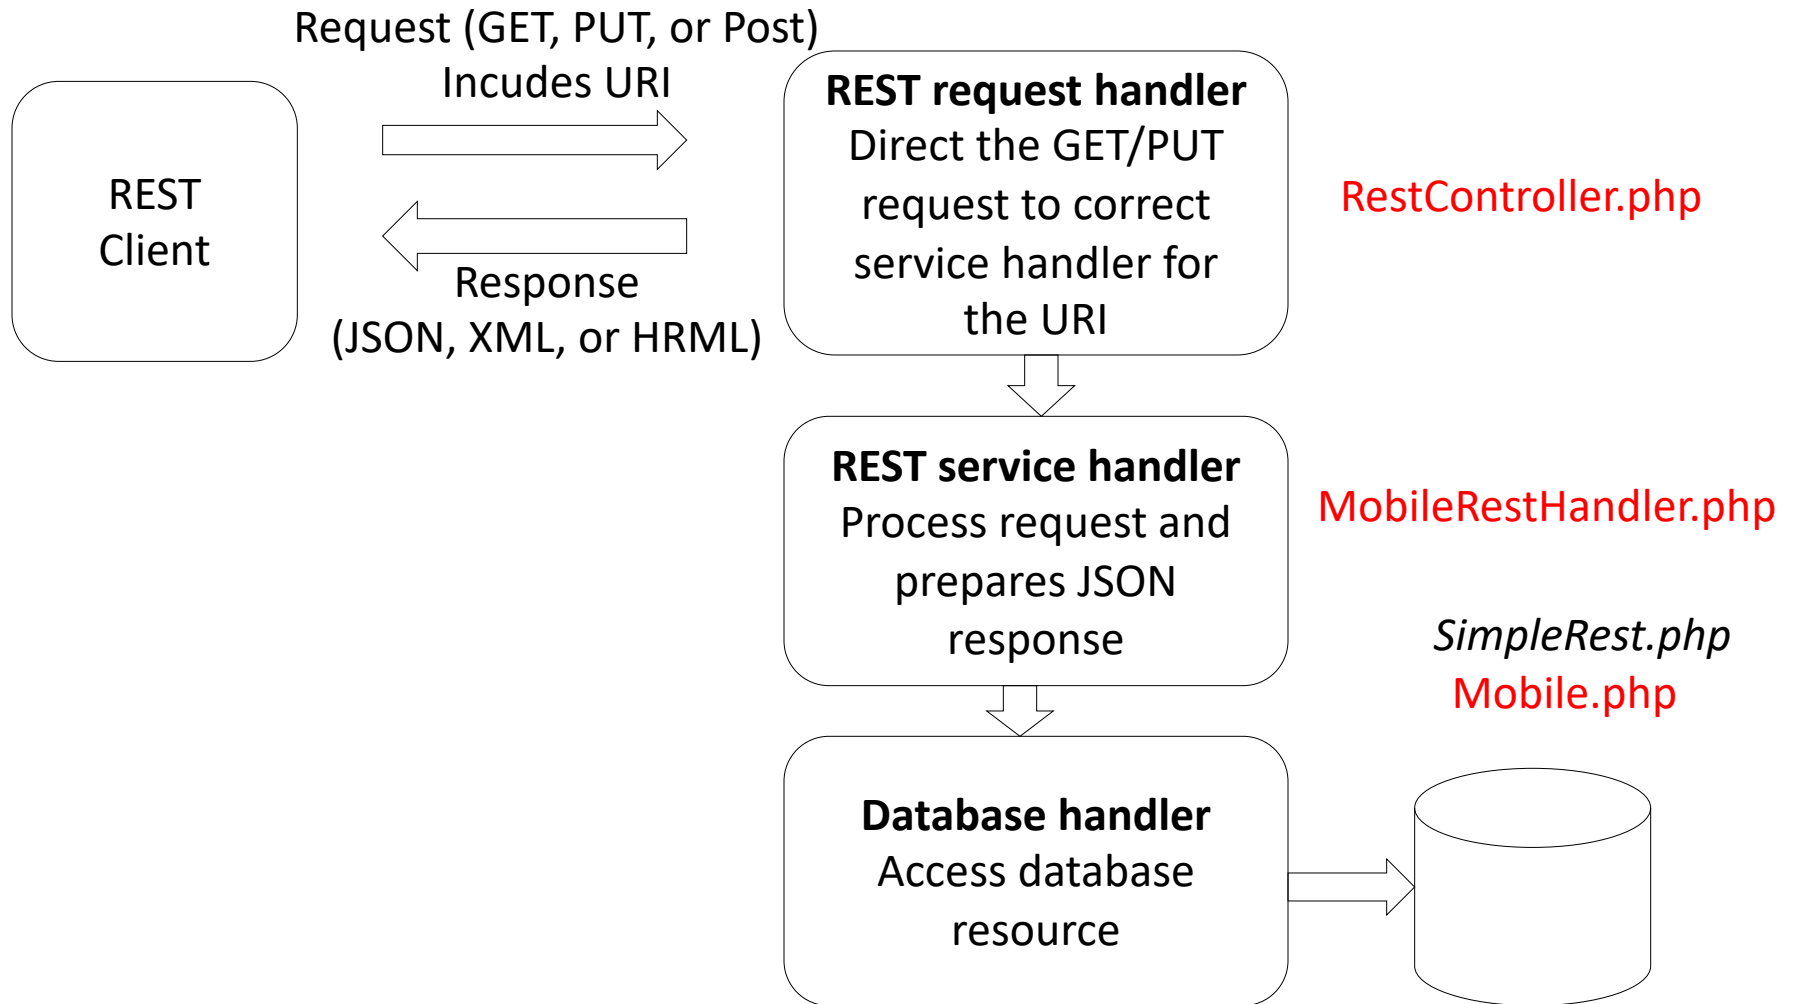 Request (GET, PUT, or Post)
Incudes URI
REST
Client
Response
(JSON, XML, or HRML)
REST request handler
Direct the GET/PUT
request to correct
service handler for
the URI
RestController.php
REST service handler
Process request and
prepares JSON
response
MobileRestHandler.php
SimpleRest.php
Mobile.php
Database handler
Access database
resource